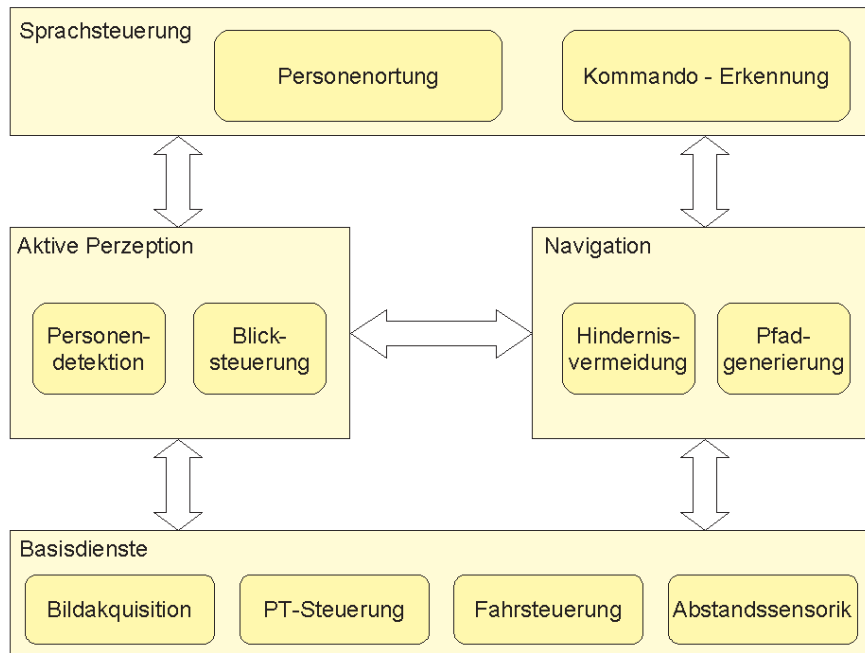 Sprachsteuerung
Personenortung
Kommando - Erkennung
Aktive Perzeption
Personen-
detektion
Blick-
steuerung
Navigation
Hindernis-
vermeidung
Pfad-
generierung
Basisdienste
Bildakquisition
PT-Steuerung
Fahrsteuerung
Abstandssensorik